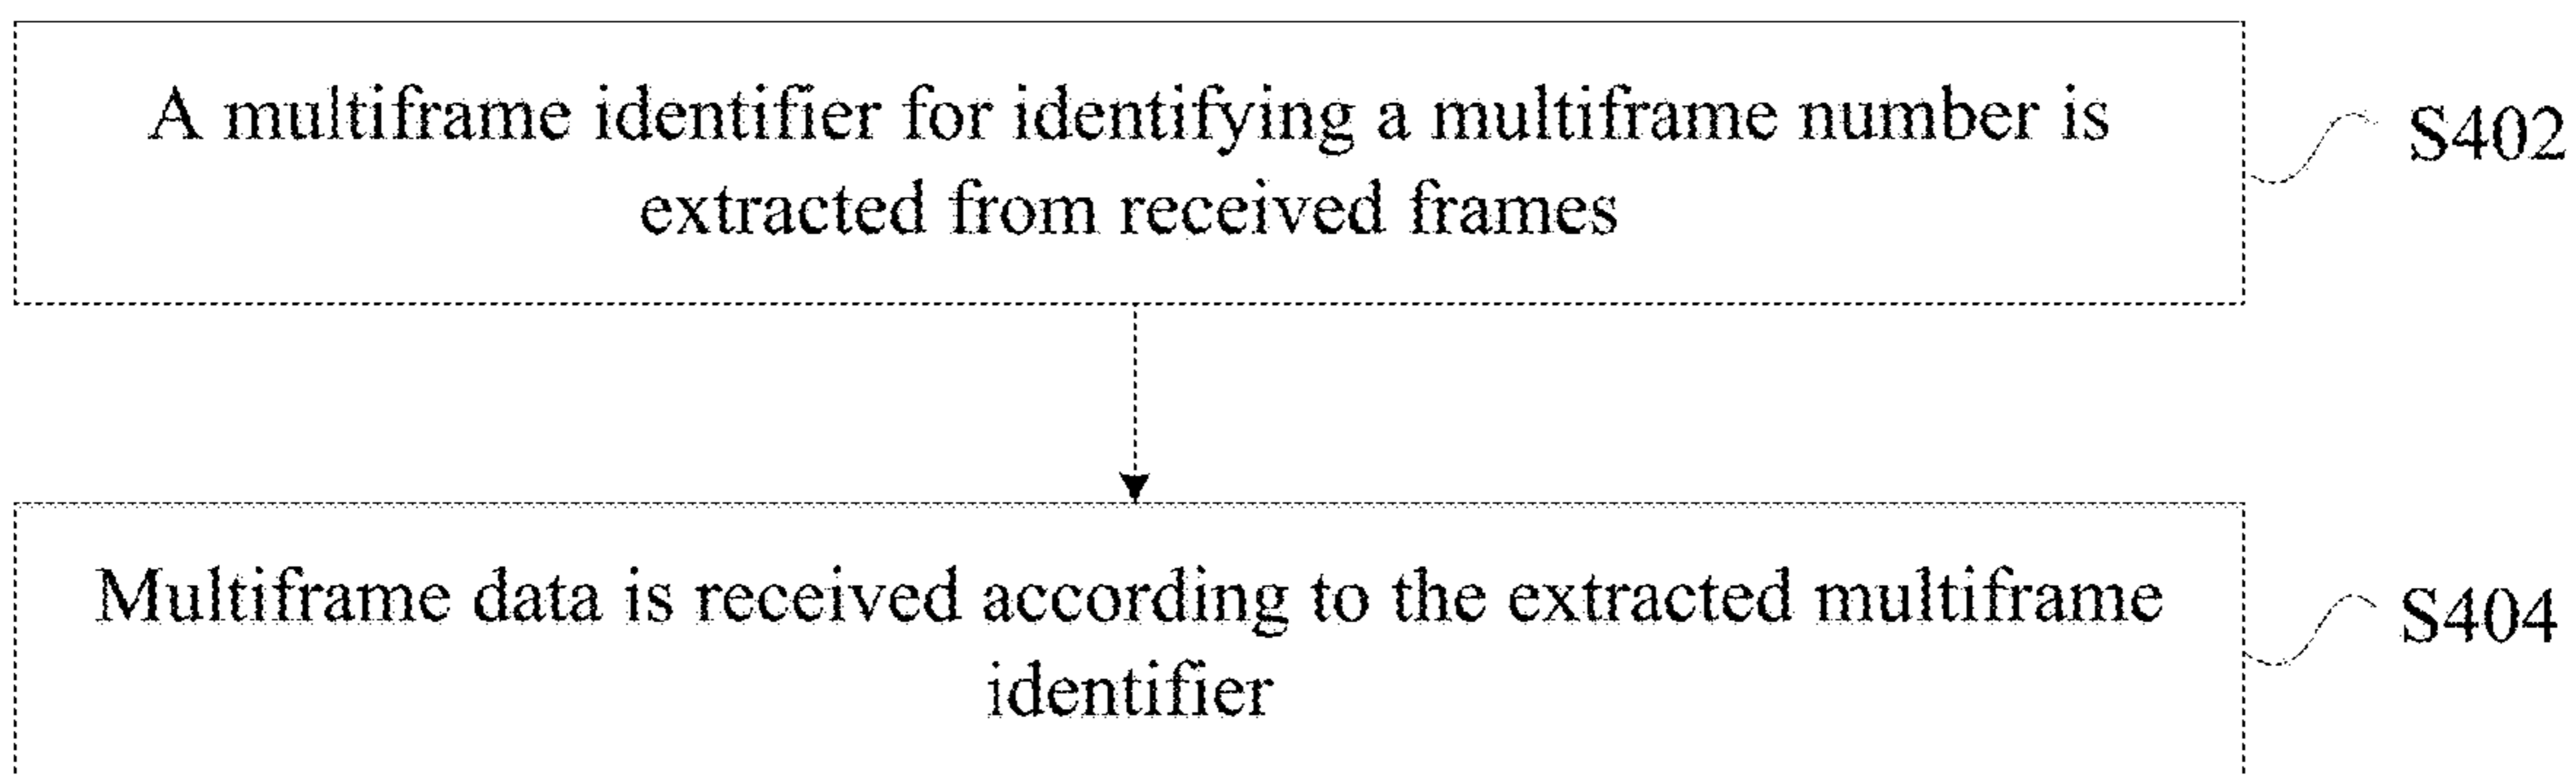 A multiframe identifier for identifying a multiframe number is
extracted from received frames
S402
Multiframe data is received according to the extracted multiframe
identifier
S404